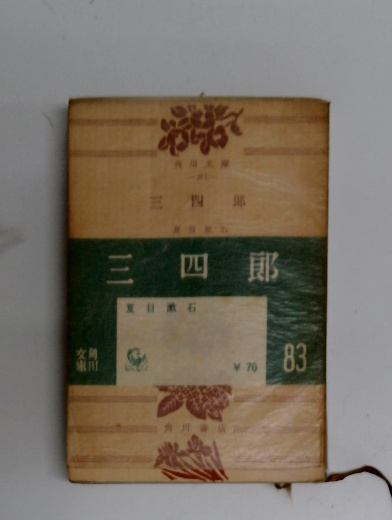 角川文庫
三四郎
夏目漱石
三四郎
夏目漱石
角川
文庫
￥70
83
角川書店